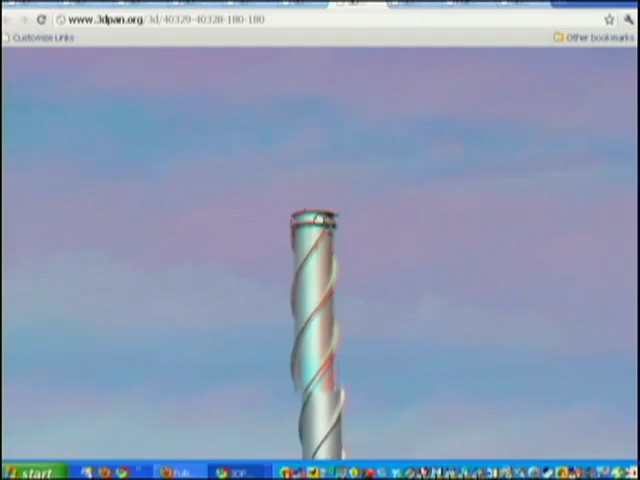 www.3dpan.org/3d/40329-40328-180-180
Customize Links
Other bookmarks
start